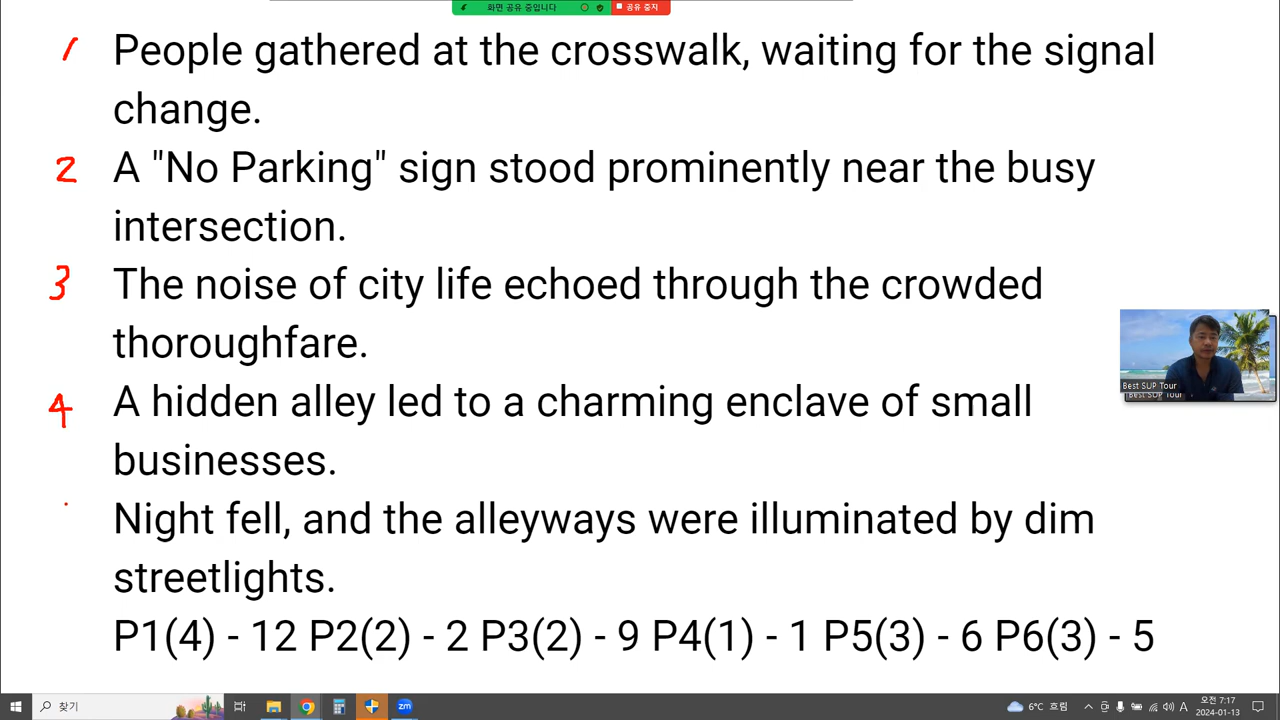 화면 공유 중입니다 공유 중지
1 People gathered at the crosswalk, waiting for the signal
change.
2 A "No Parking" sign stood prominently near the busy
intersection.
3 The noise of city life echoed through the crowded
thoroughfare.
Best SUP Tour
Best SUP Tour
4 A hidden alley led to a charming enclave of small
businesses.
Night fell, and the alleyways were illuminated by dim
streetlights.
P1(4) - 12 P2(2) - 2 P3(2) - 9 P4(1) - 1 P5(3) - 6 P6(3) - 5
찾기 zm 6°C 흐림 A 오전 7:17
2024-01-13